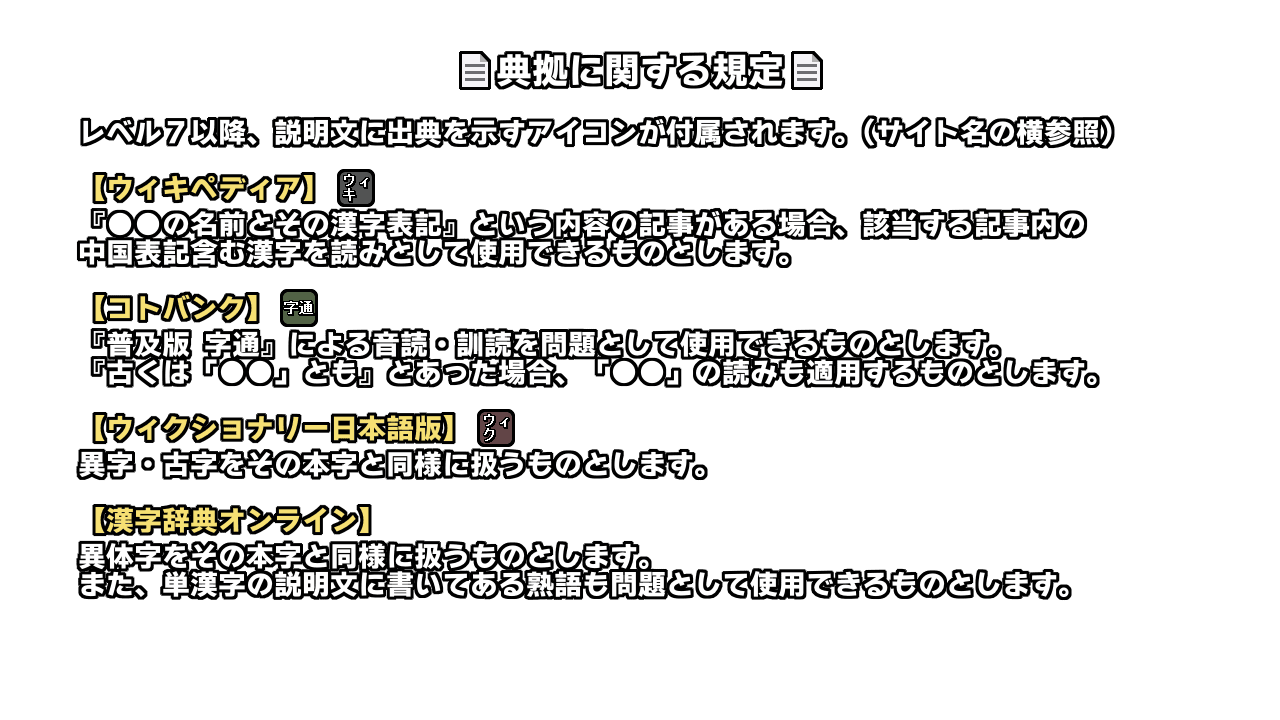 典拠に関する規定
レベル７以降、説明文に出典を示すアイコンが付属されます。（サイト名の横参照）
【ウィキペディア】 ウィキ
『●●の名前とその漢字表記』という内容の記事がある場合、該当する記事内の
中国表記含む漢字を読みとして使用できるものとします。
【コトバンク】 字通
『普及版 字通』による音読・訓読を問題として使用できるものとします。
『古くは「●●」とも』とあった場合、「●●」の読みも適用するものとします。
【ウィクショナリー日本語版】 ウィク
異字・古字をその本字と同様に扱うものとします。
【漢字辞典オンライン】
異体字をその本字と同様に扱うものとします。
また、単漢字の説明文に書いてある熟語も問題として使用できるものとします。